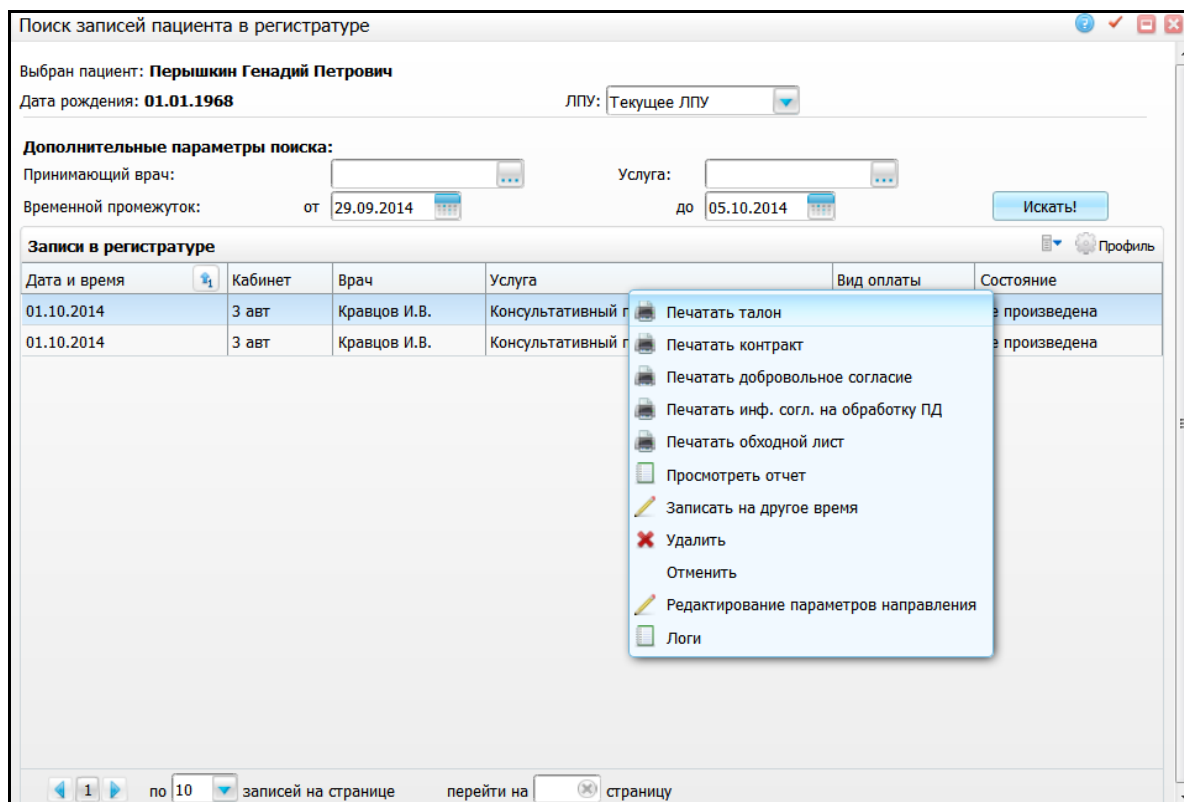 Поиск записей пациента в регистратуре
Выбран пациент: Перышкин Генадий Петрович
Дата рождения: 01.01.1968 ЛПУ: Текущее ЛПУ
Дополнительные параметры поиска:
Принимающий врач: ... Услуга: ...
Временной промежуток: от 29.09.2014 до 05.10.2014 Искать!
Записи в регистратуре Профиль
Дата и время 1 Кабинет Врач Услуга Вид оплаты Состояние
01.10.2014 3 авт Кравцов И.В. Консультативный произведена
01.10.2014 3 авт Кравцов И.В. Консультативный произведена
Печатать талон
Печатать контракт
Печатать добровольное согласие
Печатать инф. согл. на обработку ПД
Печатать обходной лист
Просмотреть отчет
Записать на другое время
Удалить
Отменить
Редактирование параметров направления
Логи
1 по 10 записей на странице перейти на страницу